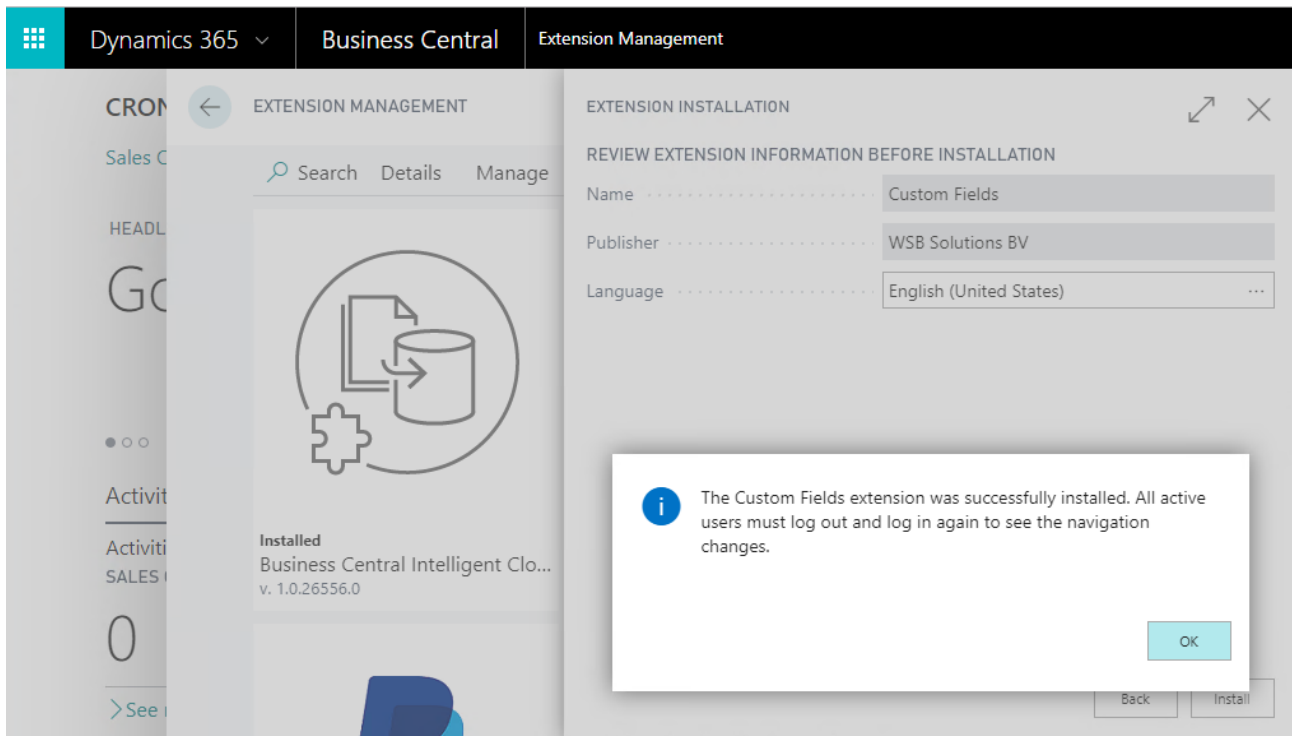 Dynamics 365
Business Central
Extension Management
CRON
Sales C
HEADL
Go
Activit
Activiti
SALES
0
See
EXTENSION MANAGEMENT
Search Details Manage
Installed
Business Central Intelligent Clo...
v. 1.0.26556.0
EXTENSION INSTALLATION
REVIEW EXTENSION INFORMATION BEFORE INSTALLATION
Name Custom Fields
Publisher WSB Solutions BV
Language English (United States) ...
The Custom Fields extension was successfully installed. All active
users must log out and log in again to see the navigation
changes.
OK
Back Install